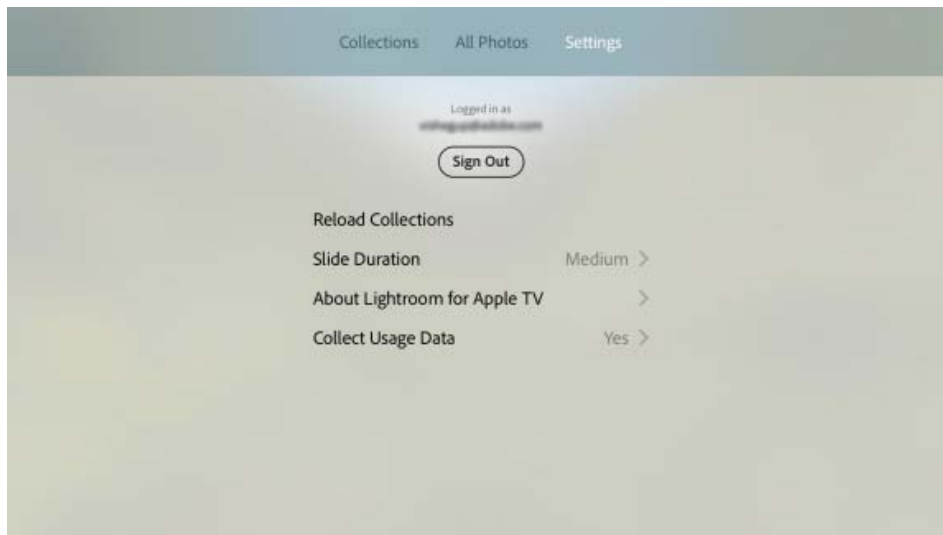 Collections All Photos Settings
Logged in as
Sign Out
Reload Collections
Slide Duration Medium
About Lightroom for Apple TV
Collect Usage Data Yes